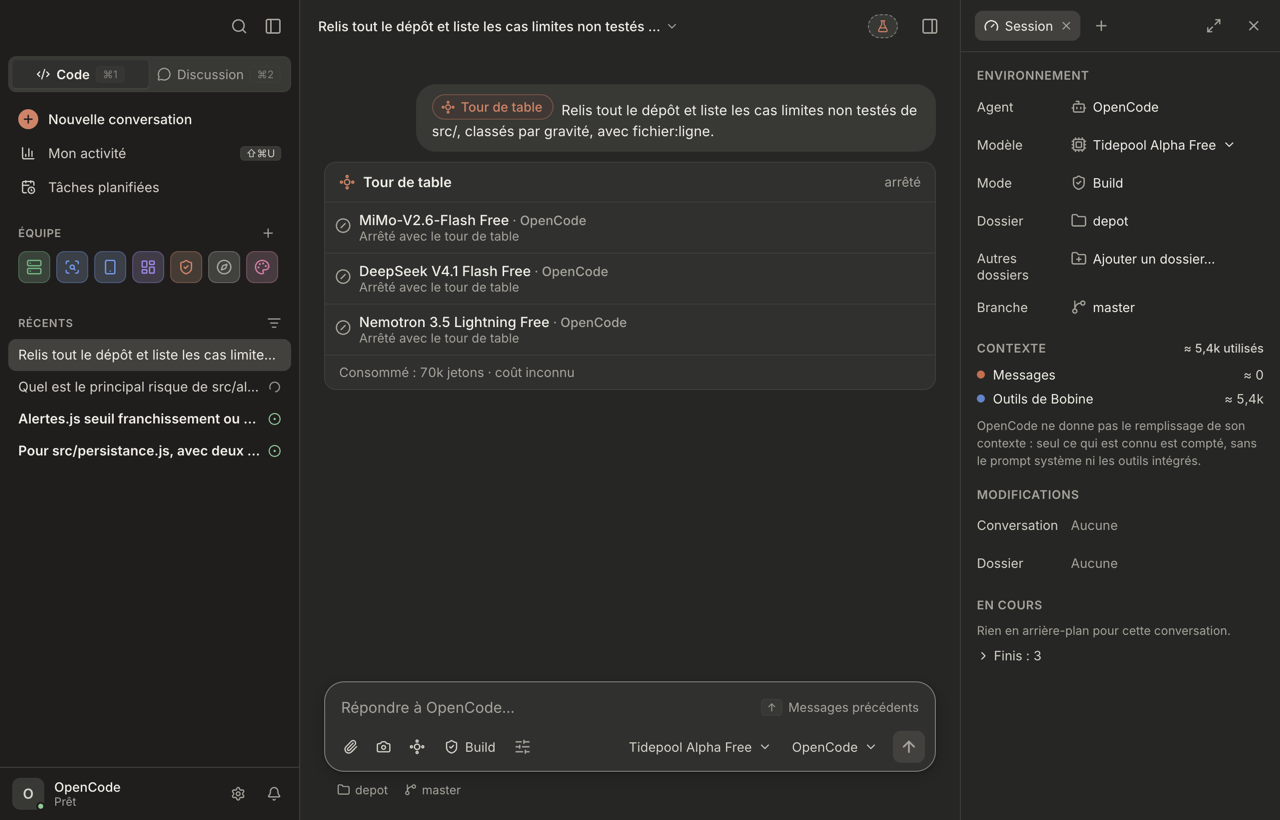 Code ⌘1 Discussion ⌘2
Nouvelle conversation
Mon activité ⇧⌘U
Tâches planifiées
ÉQUIPE
RÉCENTS
Relis tout le dépôt et liste les cas limite...
Quel est le principal risque de src/al...
Alertes.js seuil franchissement ou ...
Pour src/persistance.js, avec deux ...
O
OpenCode
Prêt
Relis tout le dépôt et liste les cas limites non testés ...
Tour de table Relis tout le dépôt et liste les cas limites non testés de
src/, classés par gravité, avec fichier:ligne.
Tour de table arrêté
MiMo-V2.6-Flash Free · OpenCode
Arrêté avec le tour de table
DeepSeek V4.1 Flash Free · OpenCode
Arrêté avec le tour de table
Nemotron 3.5 Lightning Free · OpenCode
Arrêté avec le tour de table
Consommé : 70k jetons · coût inconnu
Répondre à OpenCode... Messages précédents
Build Tidepool Alpha Free OpenCode
depot master
Session
ENVIRONNEMENT
Agent OpenCode
Modèle Tidepool Alpha Free
Mode Build
Dossier depot
Autres Ajouter un dossier...
dossiers
Branche master
CONTEXTE ≈ 5,4k utilisés
Messages ≈ 0
Outils de Bobine ≈ 5,4k
OpenCode ne donne pas le remplissage de son
contexte : seul ce qui est connu est compté, sans
le prompt système ni les outils intégrés.
MODIFICATIONS
Conversation Aucune
Dossier Aucune
EN COURS
Rien en arrière-plan pour cette conversation.
Finis : 3